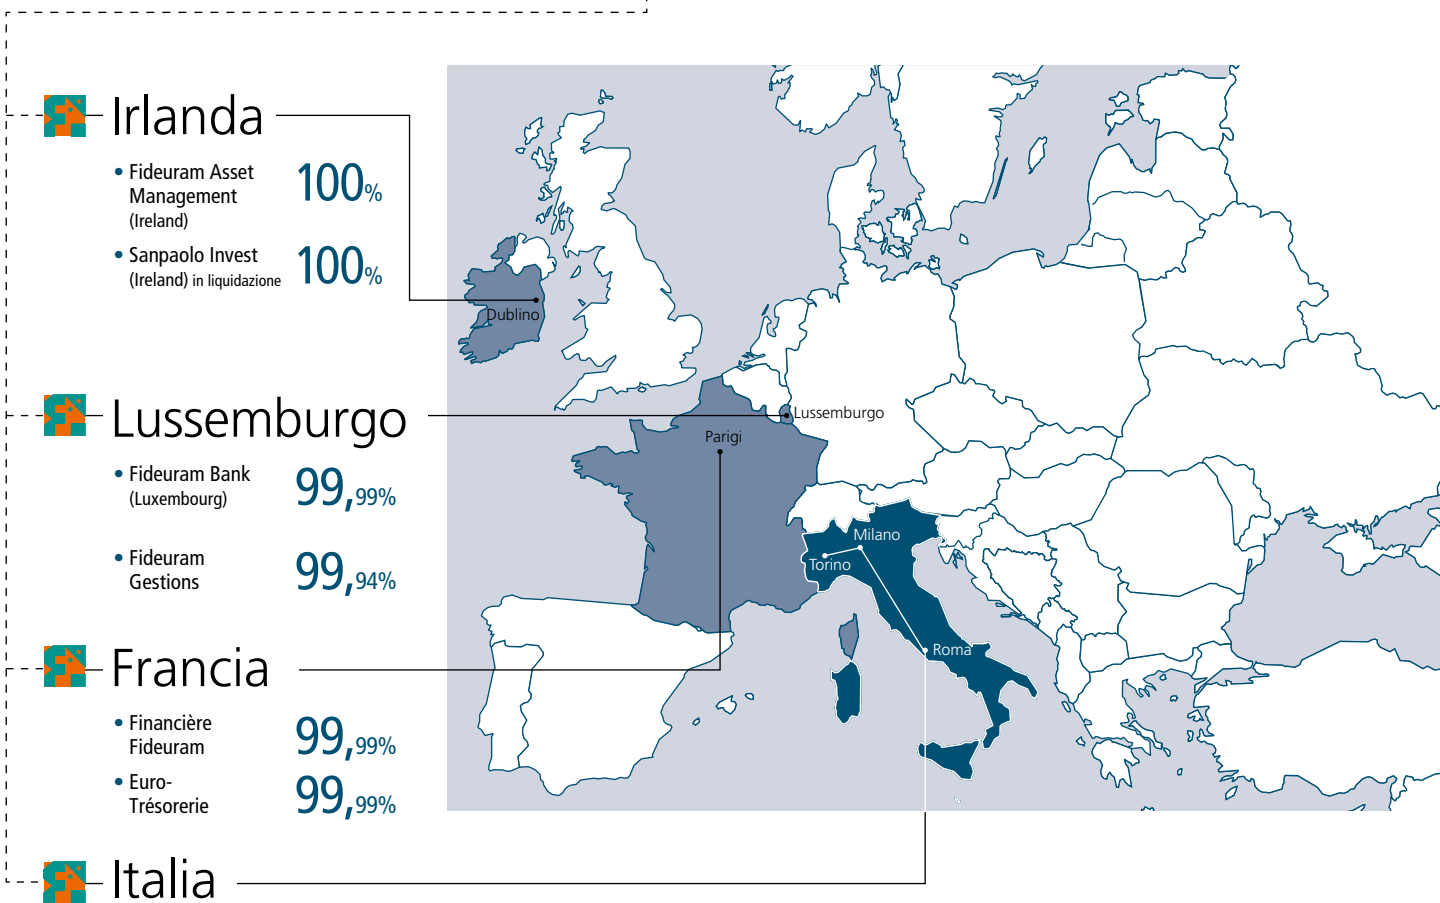 Irlanda
• Fideuram Asset
Management
(Ireland)
100%
• Sanpaolo Invest
(Ireland) in liquidazione
100%
Lussemburgo
• Fideuram Bank
(Luxembourg)
99,99%
• Fideuram
Gestions
99,94%
Francia
• Financière
Fideuram
99,99%
• Euro-
Trésorerie
99,99%
Italia
Dublino
Lussemburgo
Parigi
Milano
Torino
Roma